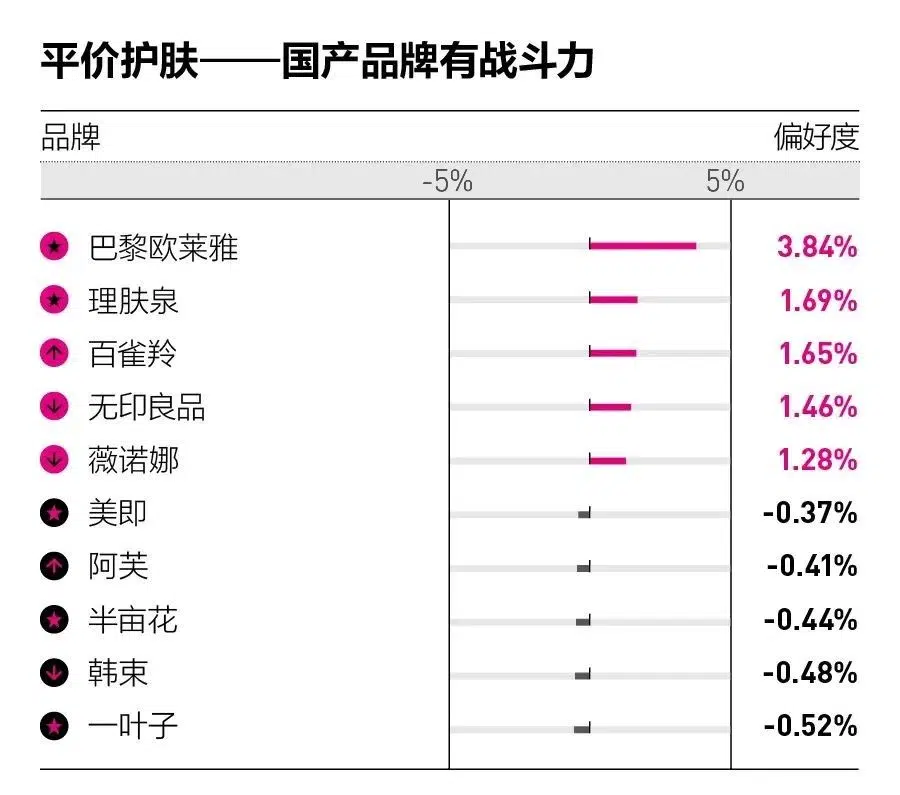 平价护肤——国产品牌有战斗力
品牌 偏好度
-5% 5%
巴黎欧莱雅 3.84%
理肤泉 1.69%
百雀羚 1.65%
无印良品 1.46%
薇诺娜 1.28%
美即 -0.37%
阿芙 -0.41%
半亩花 -0.44%
韩束 -0.48%
一叶子 -0.52%